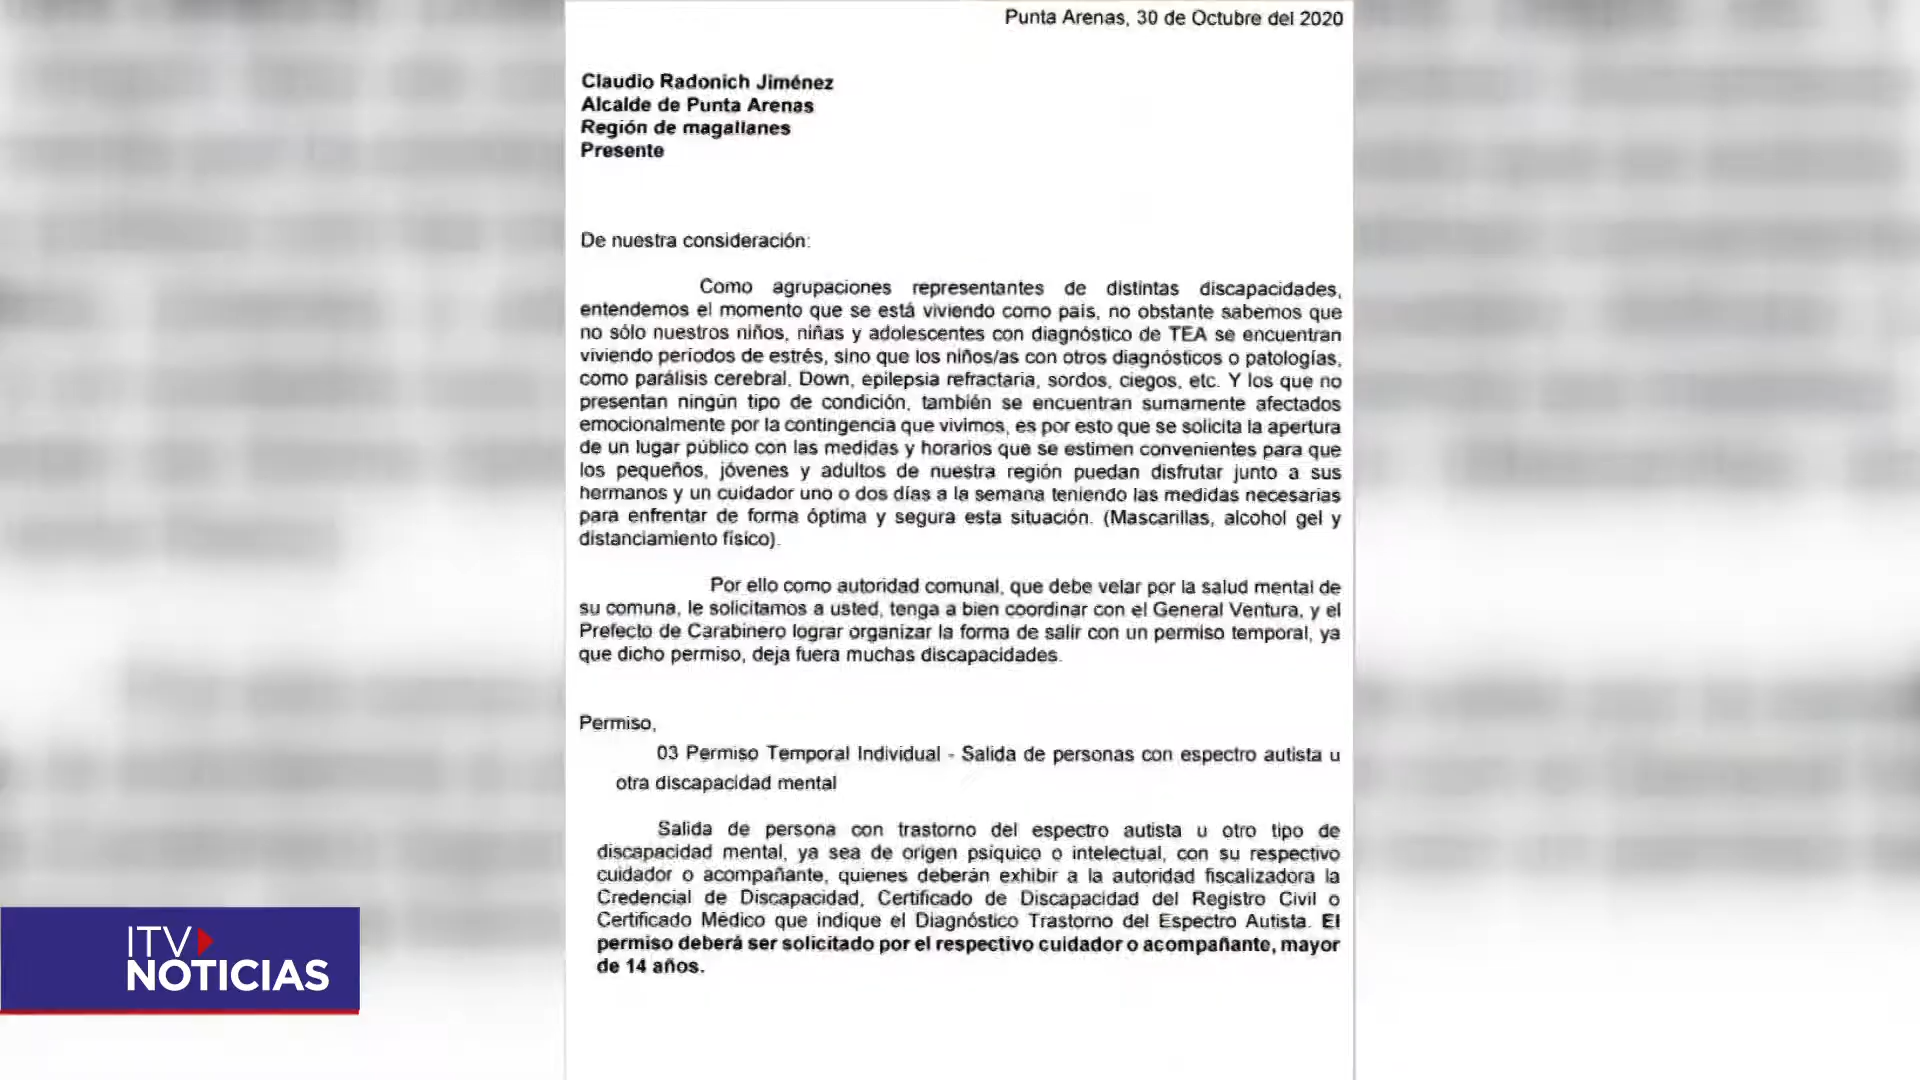 Punta Arenas, 30 de Octubre del 2020
Claudio Radonich Jiménez
Alcalde de Punta Arenas
Región de magallanes
Presente
De nuestra consideración:
Como agrupaciones representantes de distintas discapacidades,
entendemos el momento que se está viviendo como país, no obstante sabemos que
no sólo nuestros niños, niñas y adolescentes con diagnóstico de TEA se encuentran
viviendo periodos de estrés, sino que los niños/as con otros diagnósticos o patologías,
como parálisis cerebral, Down, epilepsia refractaria, sordos, ciegos, etc. Y los que no
presentan ningún tipo de condición, también se encuentran sumamente afectados
emocionalmente por la contingencia que vivimos, es por esto que se solicita la apertura
de un lugar público con las medidas y horarios que se estimen convenientes para que
los pequeños, jóvenes y adultos de nuestra región puedan disfrutar junto a sus
hermanos y un cuidador uno o dos días a la semana teniendo las medidas necesarias
para enfrentar de forma óptima y segura esta situación. (Mascarillas, alcohol gel y
distanciamiento físico).
Por ello como autoridad comunal, que debe velar por la salud mental de
su comuna, le solicitamos a usted, tenga a bien coordinar con el General Ventura, y el
Prefecto de Carabinero lograr organizar la forma de salir con un permiso temporal, ya
que dicho permiso, deja fuera muchas discapacidades.
Permiso,
03 Permiso Temporal Individual - Salida de personas con espectro autista u
otra discapacidad mental
Salida de persona con trastorno del espectro autista u otro tipo de
discapacidad mental, ya sea de origen psíquico o intelectual, con su respectivo
cuidador o acompañante, quienes deberán exhibir a la autoridad fiscalizadora la
Credencial de Discapacidad, Certificado de Discapacidad del Registro Civil o
Certificado Médico que indique el Diagnóstico Trastorno del Espectro Autista. El
permiso deberá ser solicitado por el respectivo cuidador o acompañante, mayor
de 14 años.
ITV
NOTICIAS